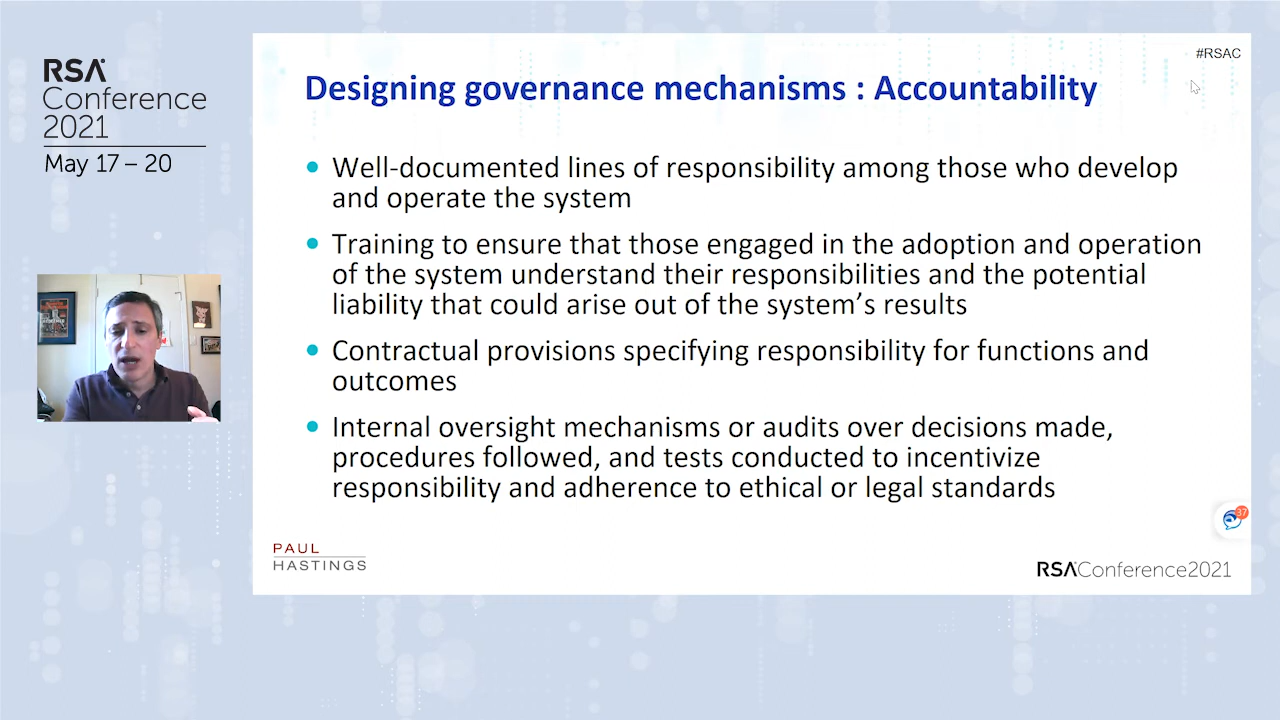 RSA
Conference
2021
May 17 – 20
#RSAC
Designing governance mechanisms : Accountability
Well-documented lines of responsibility among those who develop
and operate the system
Training to ensure that those engaged in the adoption and operation
of the system understand their responsibilities and the potential
liability that could arise out of the system's results
Contractual provisions specifying responsibility for functions and
outcomes
Internal oversight mechanisms or audits over decisions made,
procedures followed, and tests conducted to incentivize
responsibility and adherence to ethical or legal standards
37
PAUL
HASTINGS
RSAConference2021